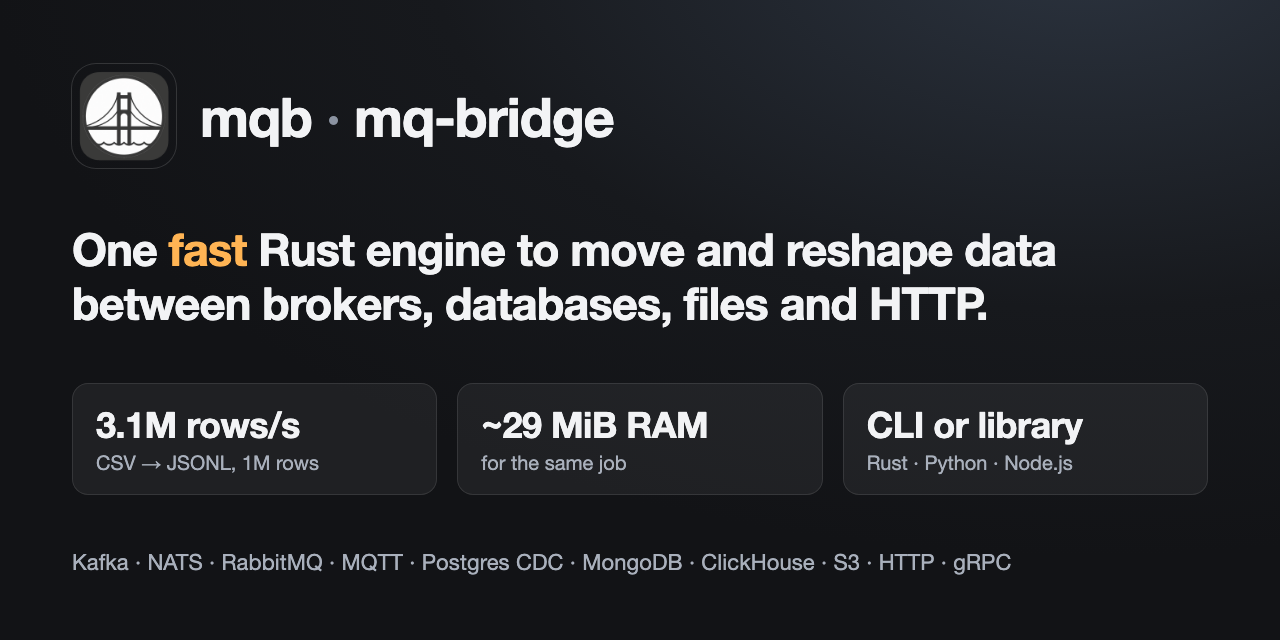 mqb · mq-bridge
One fast Rust engine to move and reshape data
between brokers, databases, files and HTTP.
3.1M rows/s
CSV → JSONL, 1M rows
~29 MiB RAM
for the same job
CLI or library
Rust · Python · Node.js
Kafka · NATS · RabbitMQ · MQTT · Postgres CDC · MongoDB · ClickHouse · S3 · HTTP · gRPC